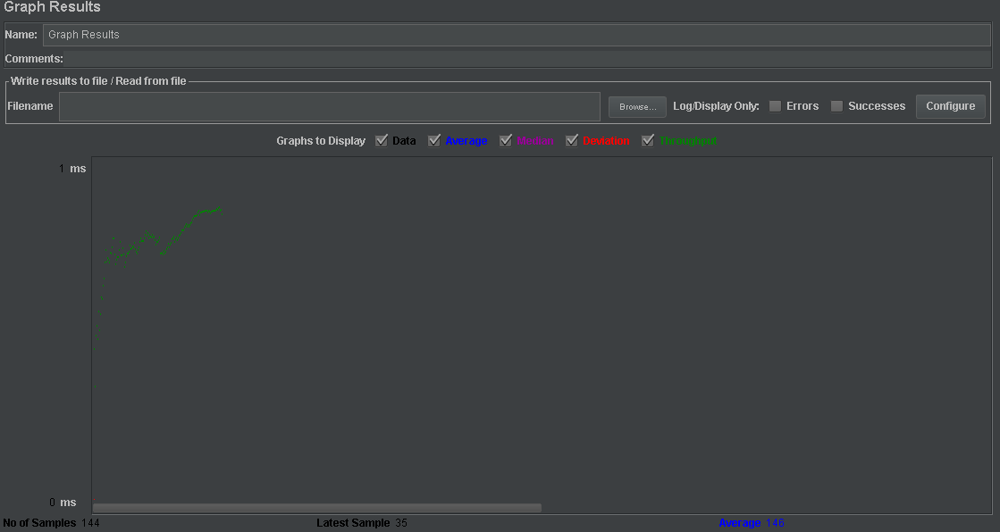 Graph Results
Name: Graph Results
Comments:
Write results to file / Read from file
Filename Browse... Log/Display Only: Errors Successes Configure
Graphs to Display Data Average Median Deviation Throughput
1 ms
0 ms
No of Samples 144 Latest Sample 35 Average 146